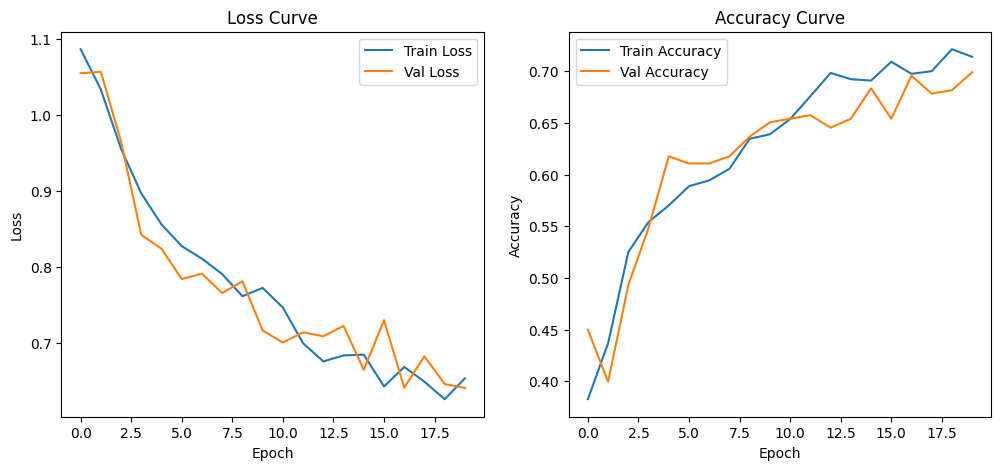 Loss Curve
Train Loss
Val Loss
Loss
1.1
1.0
0.9
0.8
0.7
0.0 2.5 5.0 7.5 10.0 12.5 15.0 17.5
Epoch
Accuracy Curve
Train Accuracy
Val Accuracy
Accuracy
0.70
0.65
0.60
0.55
0.50
0.45
0.40
0.0 2.5 5.0 7.5 10.0 12.5 15.0 17.5
Epoch